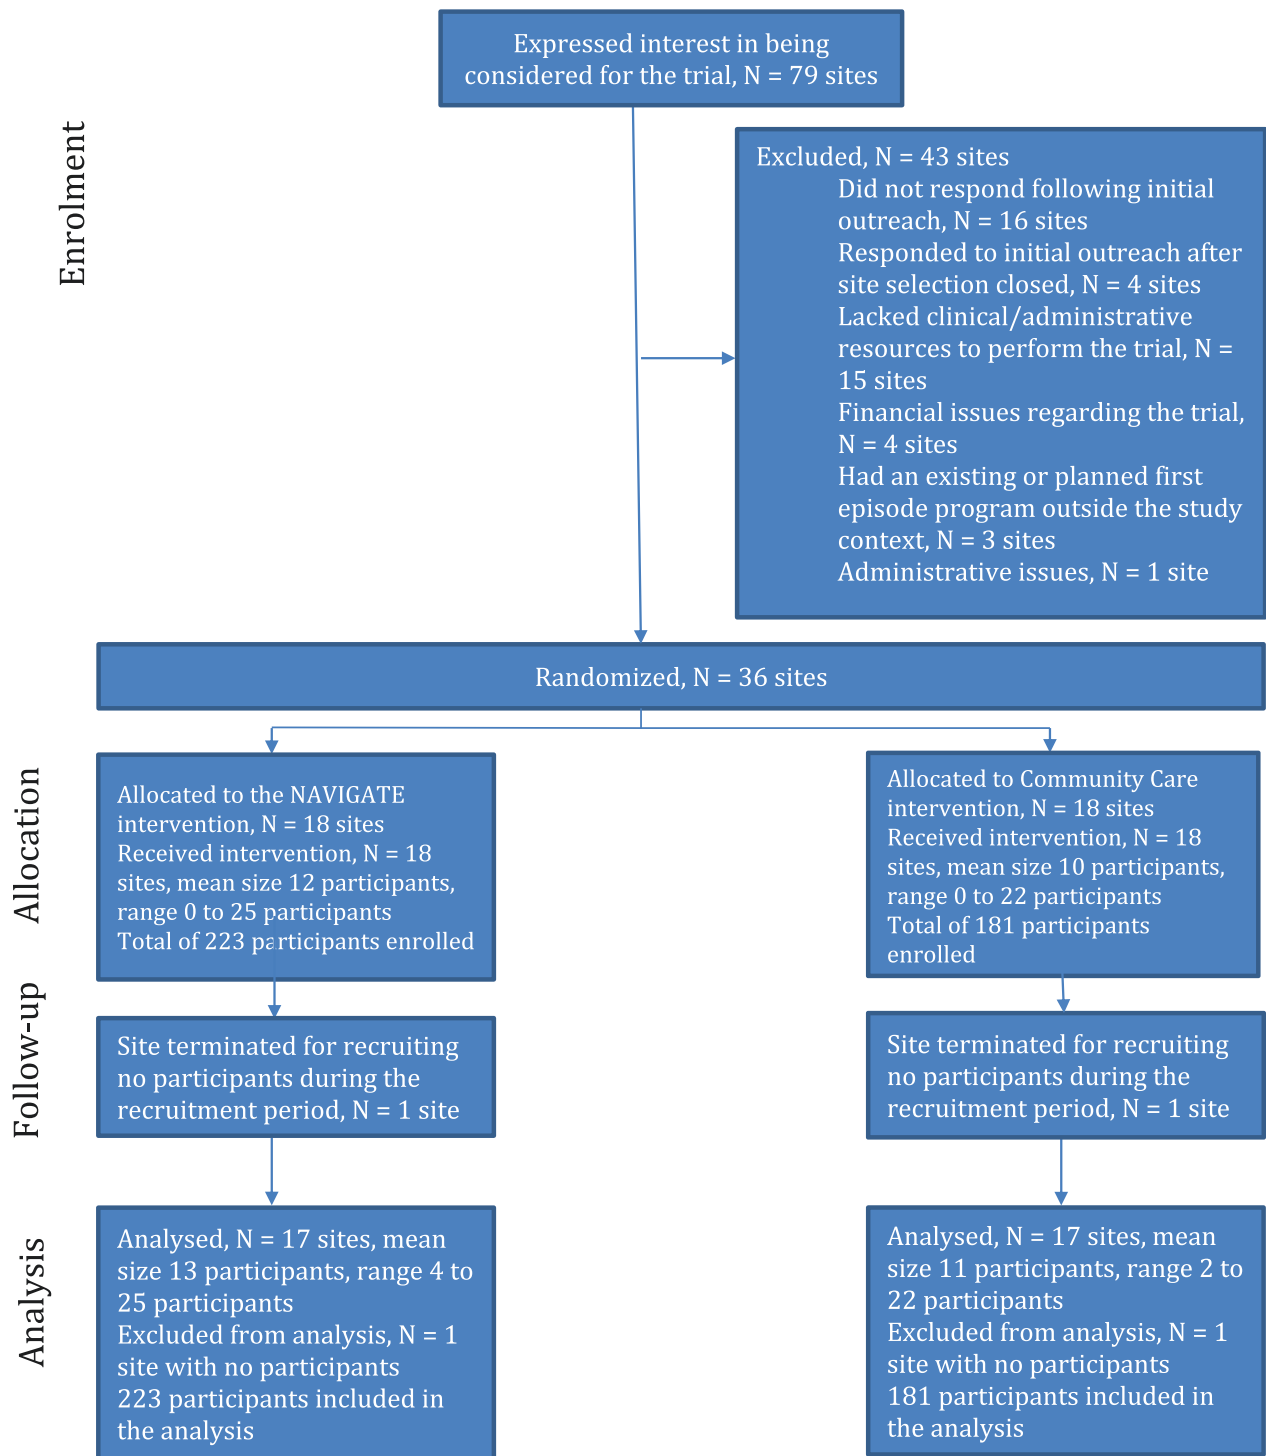 Expressed interest in being
considered for the trial, N = 79 sites
Enrolment
Excluded, N = 43 sites
Did not respond following initial
outreach, N = 16 sites
Responded to initial outreach after
site selection closed, N = 4 sites
Lacked clinical/administrative
resources to perform the trial, N =
15 sites
Financial issues regarding the trial,
N = 4 sites
Had an existing or planned first
episode program outside the study
context, N = 3 sites
Administrative issues, N = 1 site
Randomized, N = 36 sites
Allocation
Allocated to the NAVIGATE
intervention, N = 18 sites
Received intervention, N = 18
sites, mean size 12 participants,
range 0 to 25 participants
Total of 223 participants enrolled
Allocated to Community Care
intervention, N = 18 sites
Received intervention, N = 18
sites, mean size 10 participants,
range 0 to 22 participants
Total of 181 participants
enrolled
Follow-up
Site terminated for recruiting
no participants during the
recruitment period, N = 1 site
Site terminated for recruiting
no participants during the
recruitment period, N = 1 site
Analysis
Analysed, N = 17 sites, mean
size 13 participants, range 4 to
25 participants
Excluded from analysis, N = 1
site with no participants
223 participants included in
the analysis
Analysed, N = 17 sites, mean
size 11 participants, range 2 to
22 participants
Excluded from analysis, N = 1
site with no participants
181 participants included in
the analysis